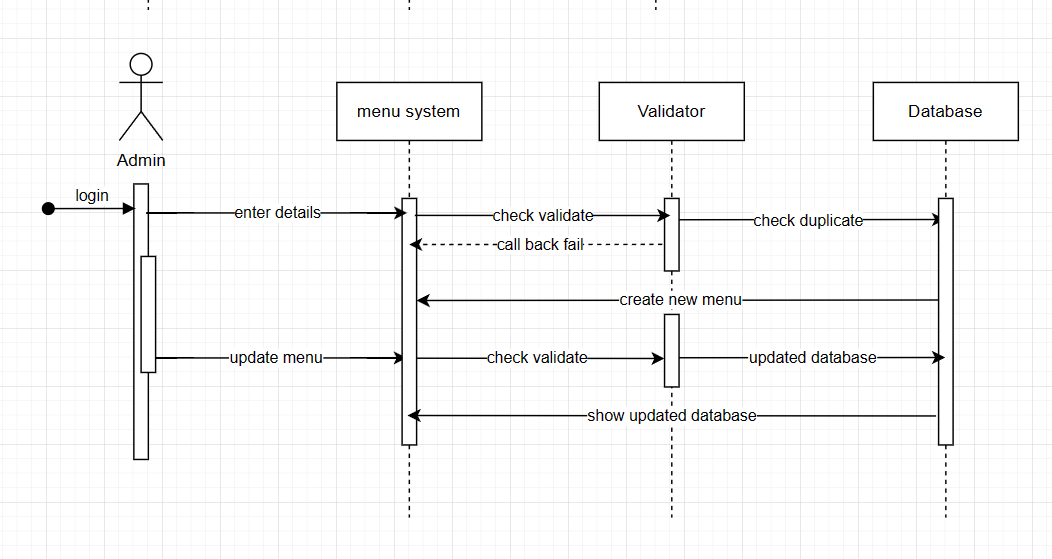 menu system
Validator
Database
Admin
login
enter details
check validate
check duplicate
call back fail
create new menu
update menu
check validate
updated database
show updated database